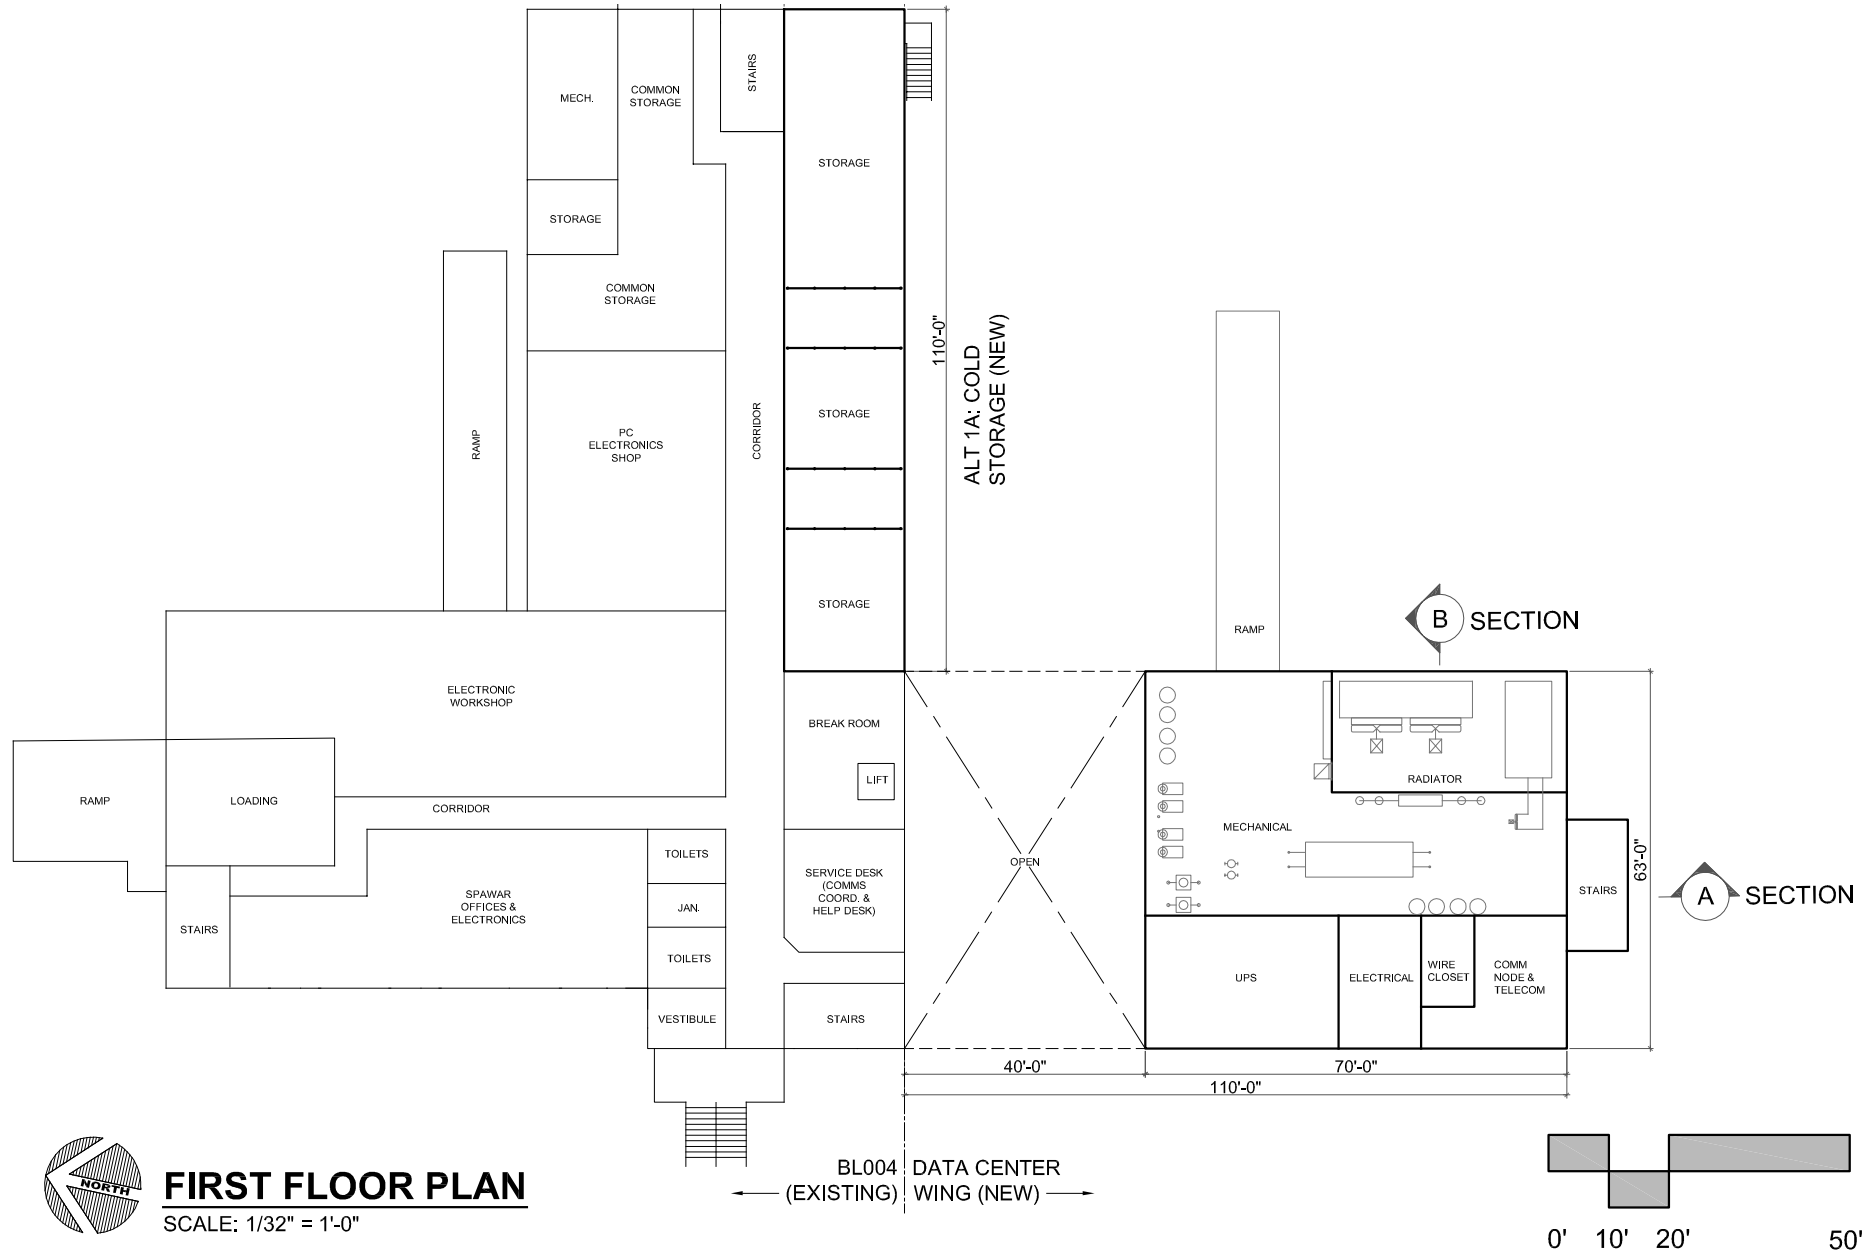 MECH.
COMMON
STORAGE
STAIRS
STORAGE
STORAGE
COMMON
STORAGE
RAMP
PC
ELECTRONICS
SHOP
CORRIDOR
STORAGE
STORAGE
110'-0"
ALT 1A: COLD
STORAGE (NEW)
RAMP
B SECTION
ELECTRONIC
WORKSHOP
BREAK ROOM
LIFT
RAMP
LOADING
CORRIDOR
TOILETS
SERVICE DESK
(COMMS
COORD. &
HELP DESK)
OPEN
RADIATOR
MECHANICAL
STAIRS
63'-0"
A SECTION
SPAWAR
OFFICES &
ELECTRONICS
JAN.
STAIRS
TOILETS
UPS
ELECTRICAL
WIRE
CLOSET
COMM
NODE &
TELECOM
VESTIBULE
STAIRS
40'-0"
70'-0"
110'-0"
NORTH
FIRST FLOOR PLAN
SCALE: 1/32" = 1'-0"
BL004
(EXISTING)
DATA CENTER
WING (NEW)
0' 10' 20' 50'